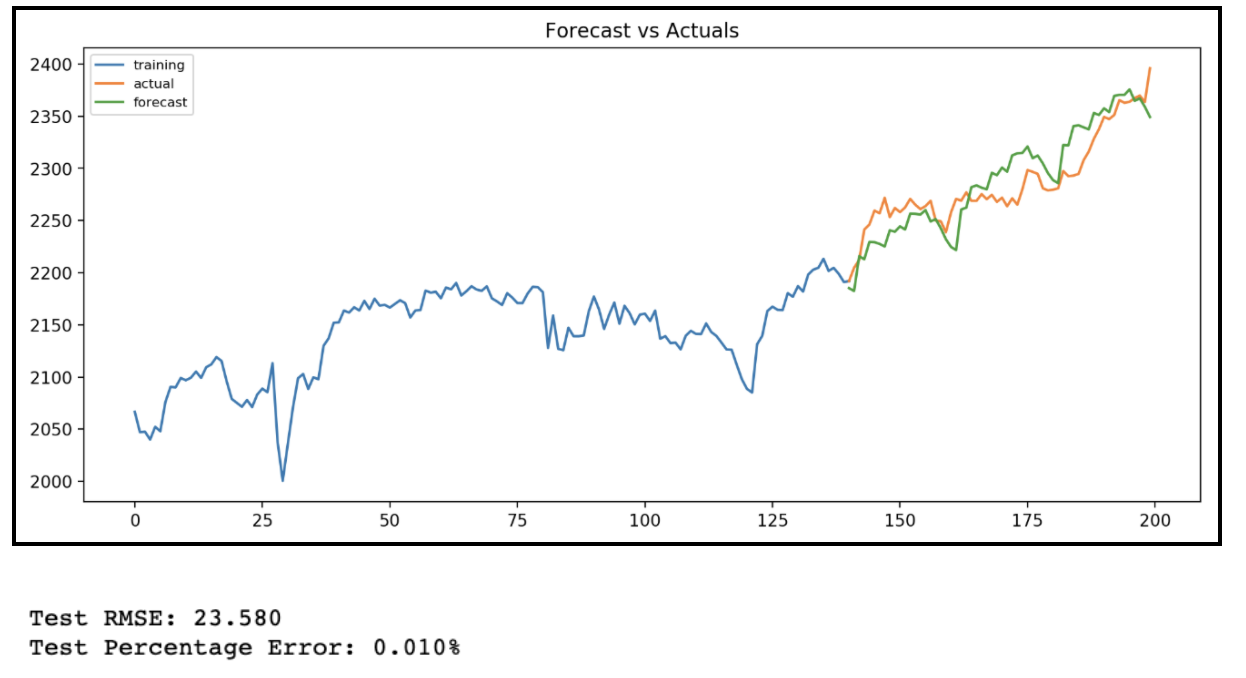 Forecast vs Actuals
training
actual
forecast
2400
2350
2300
2250
2200
2150
2100
2050
2000
0 25 50 75 100 125 150 175 200
Test RMSE: 23.580
Test Percentage Error: 0.010%